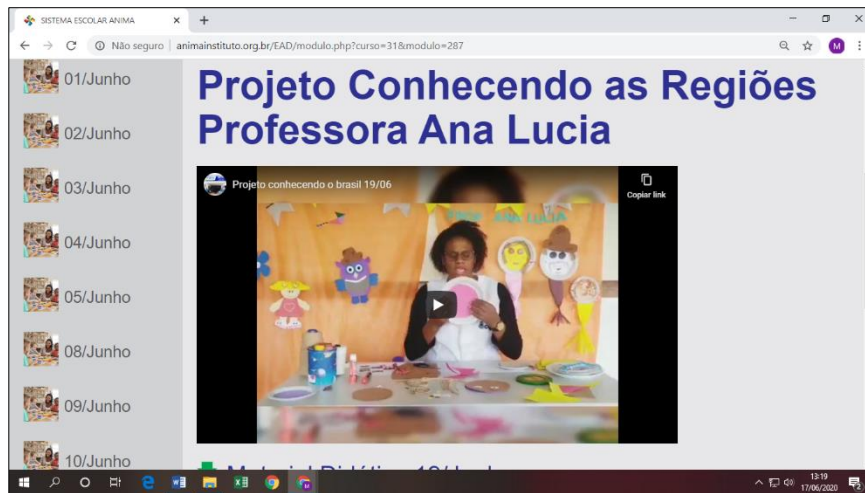 SISTEMA ESCOLAR ANIMA
Não seguro
animainstituto.org.br/EAD/modulo.php?curso=31&modulo=287
M
01/Junho
02/Junho
03/Junho
04/Junho
05/Junho
08/Junho
09/Junho
10/Junho
Projeto Conhecendo as Regiões
Professora Ana Lucia
Projeto conhecendo o brasil 19/06
Copiar link
ANA LUCIA
13:19
17/06/2020